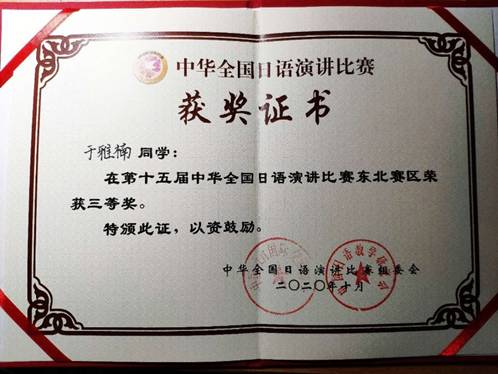 中华全国日语演讲比赛
获奖证书
于雅楠 同学：
在第十五届中华全国日语演讲比赛东北赛区荣
获三等奖。
特颁此证，以资鼓励。
中华全国日语演讲比赛组委会
二〇二〇年十月